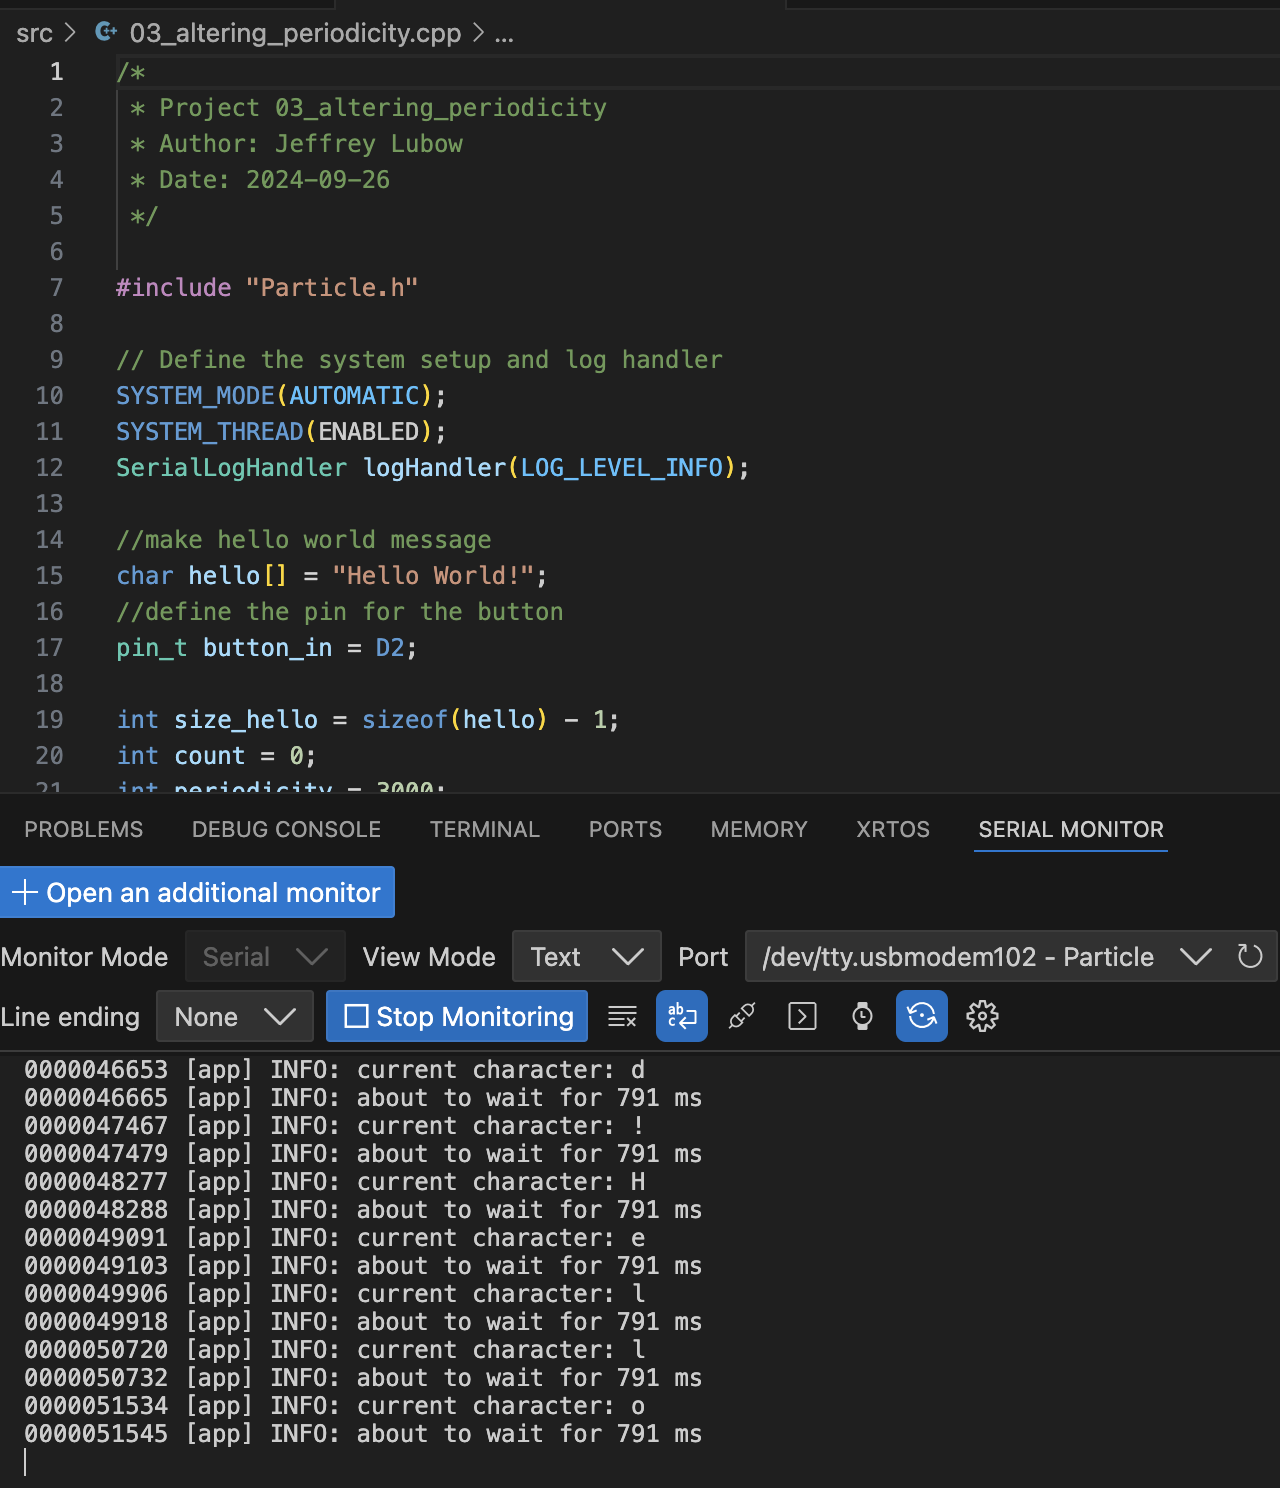 src > 03_altering_periodicity.cpp > ...
1 /*
2  * Project 03_altering_periodicity
3  * Author: Jeffrey Lubow
4  * Date: 2024-09-26
5  */
6
7 #include "Particle.h"
8
9 // Define the system setup and log handler
10 SYSTEM_MODE(AUTOMATIC);
11 SYSTEM_THREAD(ENABLED);
12 SerialLogHandler logHandler(LOG_LEVEL_INFO);
13
14 //make hello world message
15 char hello[] = "Hello World!";
16 //define the pin for the button
17 pin_t button_in = D2;
18
19 int size_hello = sizeof(hello) - 1;
20 int count = 0;
21 int periodicity = 3000;
PROBLEMS DEBUG CONSOLE TERMINAL PORTS MEMORY XRTOS SERIAL MONITOR
+ Open an additional monitor
Monitor Mode Serial View Mode Text Port /dev/tty.usbmodem102 - Particle
Line ending None Stop Monitoring
0000046653 [app] INFO: current character: d
0000046665 [app] INFO: about to wait for 791 ms
0000047467 [app] INFO: current character: !
0000047479 [app] INFO: about to wait for 791 ms
0000048277 [app] INFO: current character: H
0000048288 [app] INFO: about to wait for 791 ms
0000049091 [app] INFO: current character: e
0000049103 [app] INFO: about to wait for 791 ms
0000049906 [app] INFO: current character: l
0000049918 [app] INFO: about to wait for 791 ms
0000050720 [app] INFO: current character: l
0000050732 [app] INFO: about to wait for 791 ms
0000051534 [app] INFO: current character: o
0000051545 [app] INFO: about to wait for 791 ms